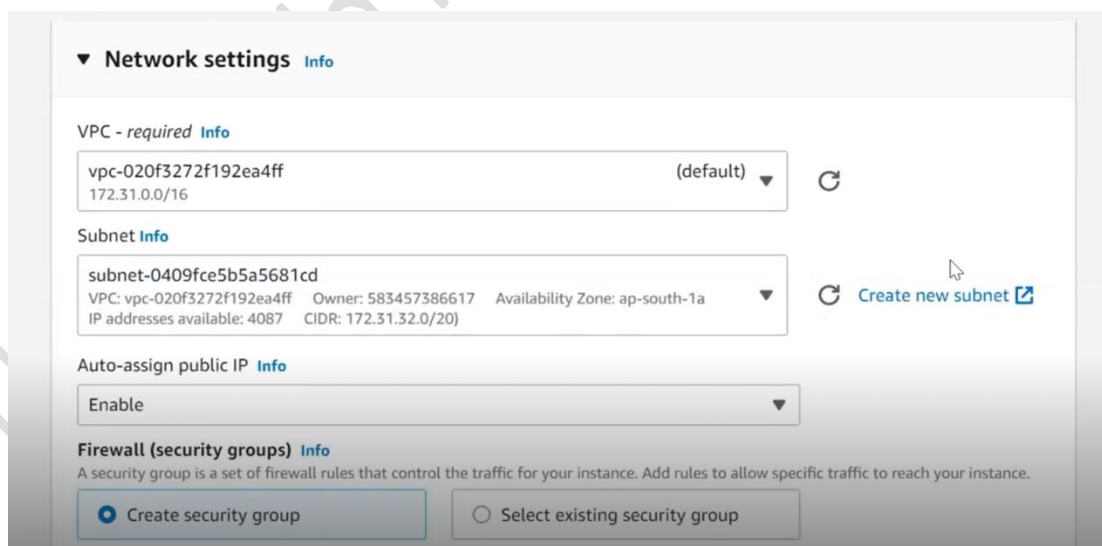 ▼ Network settings Info
VPC - required Info
vpc-020f3272f192ea4ff (default)
172.31.0.0/16
Subnet Info
subnet-0409fce5b5a5681cd
VPC: vpc-020f3272f192ea4ff Owner: 583457386617 Availability Zone: ap-south-1a
IP addresses available: 4087 CIDR: 172.31.32.0/20)
Create new subnet
Auto-assign public IP Info
Enable
Firewall (security groups) Info
A security group is a set of firewall rules that control the traffic for your instance. Add rules to allow specific traffic to reach your instance.
Create security group
Select existing security group